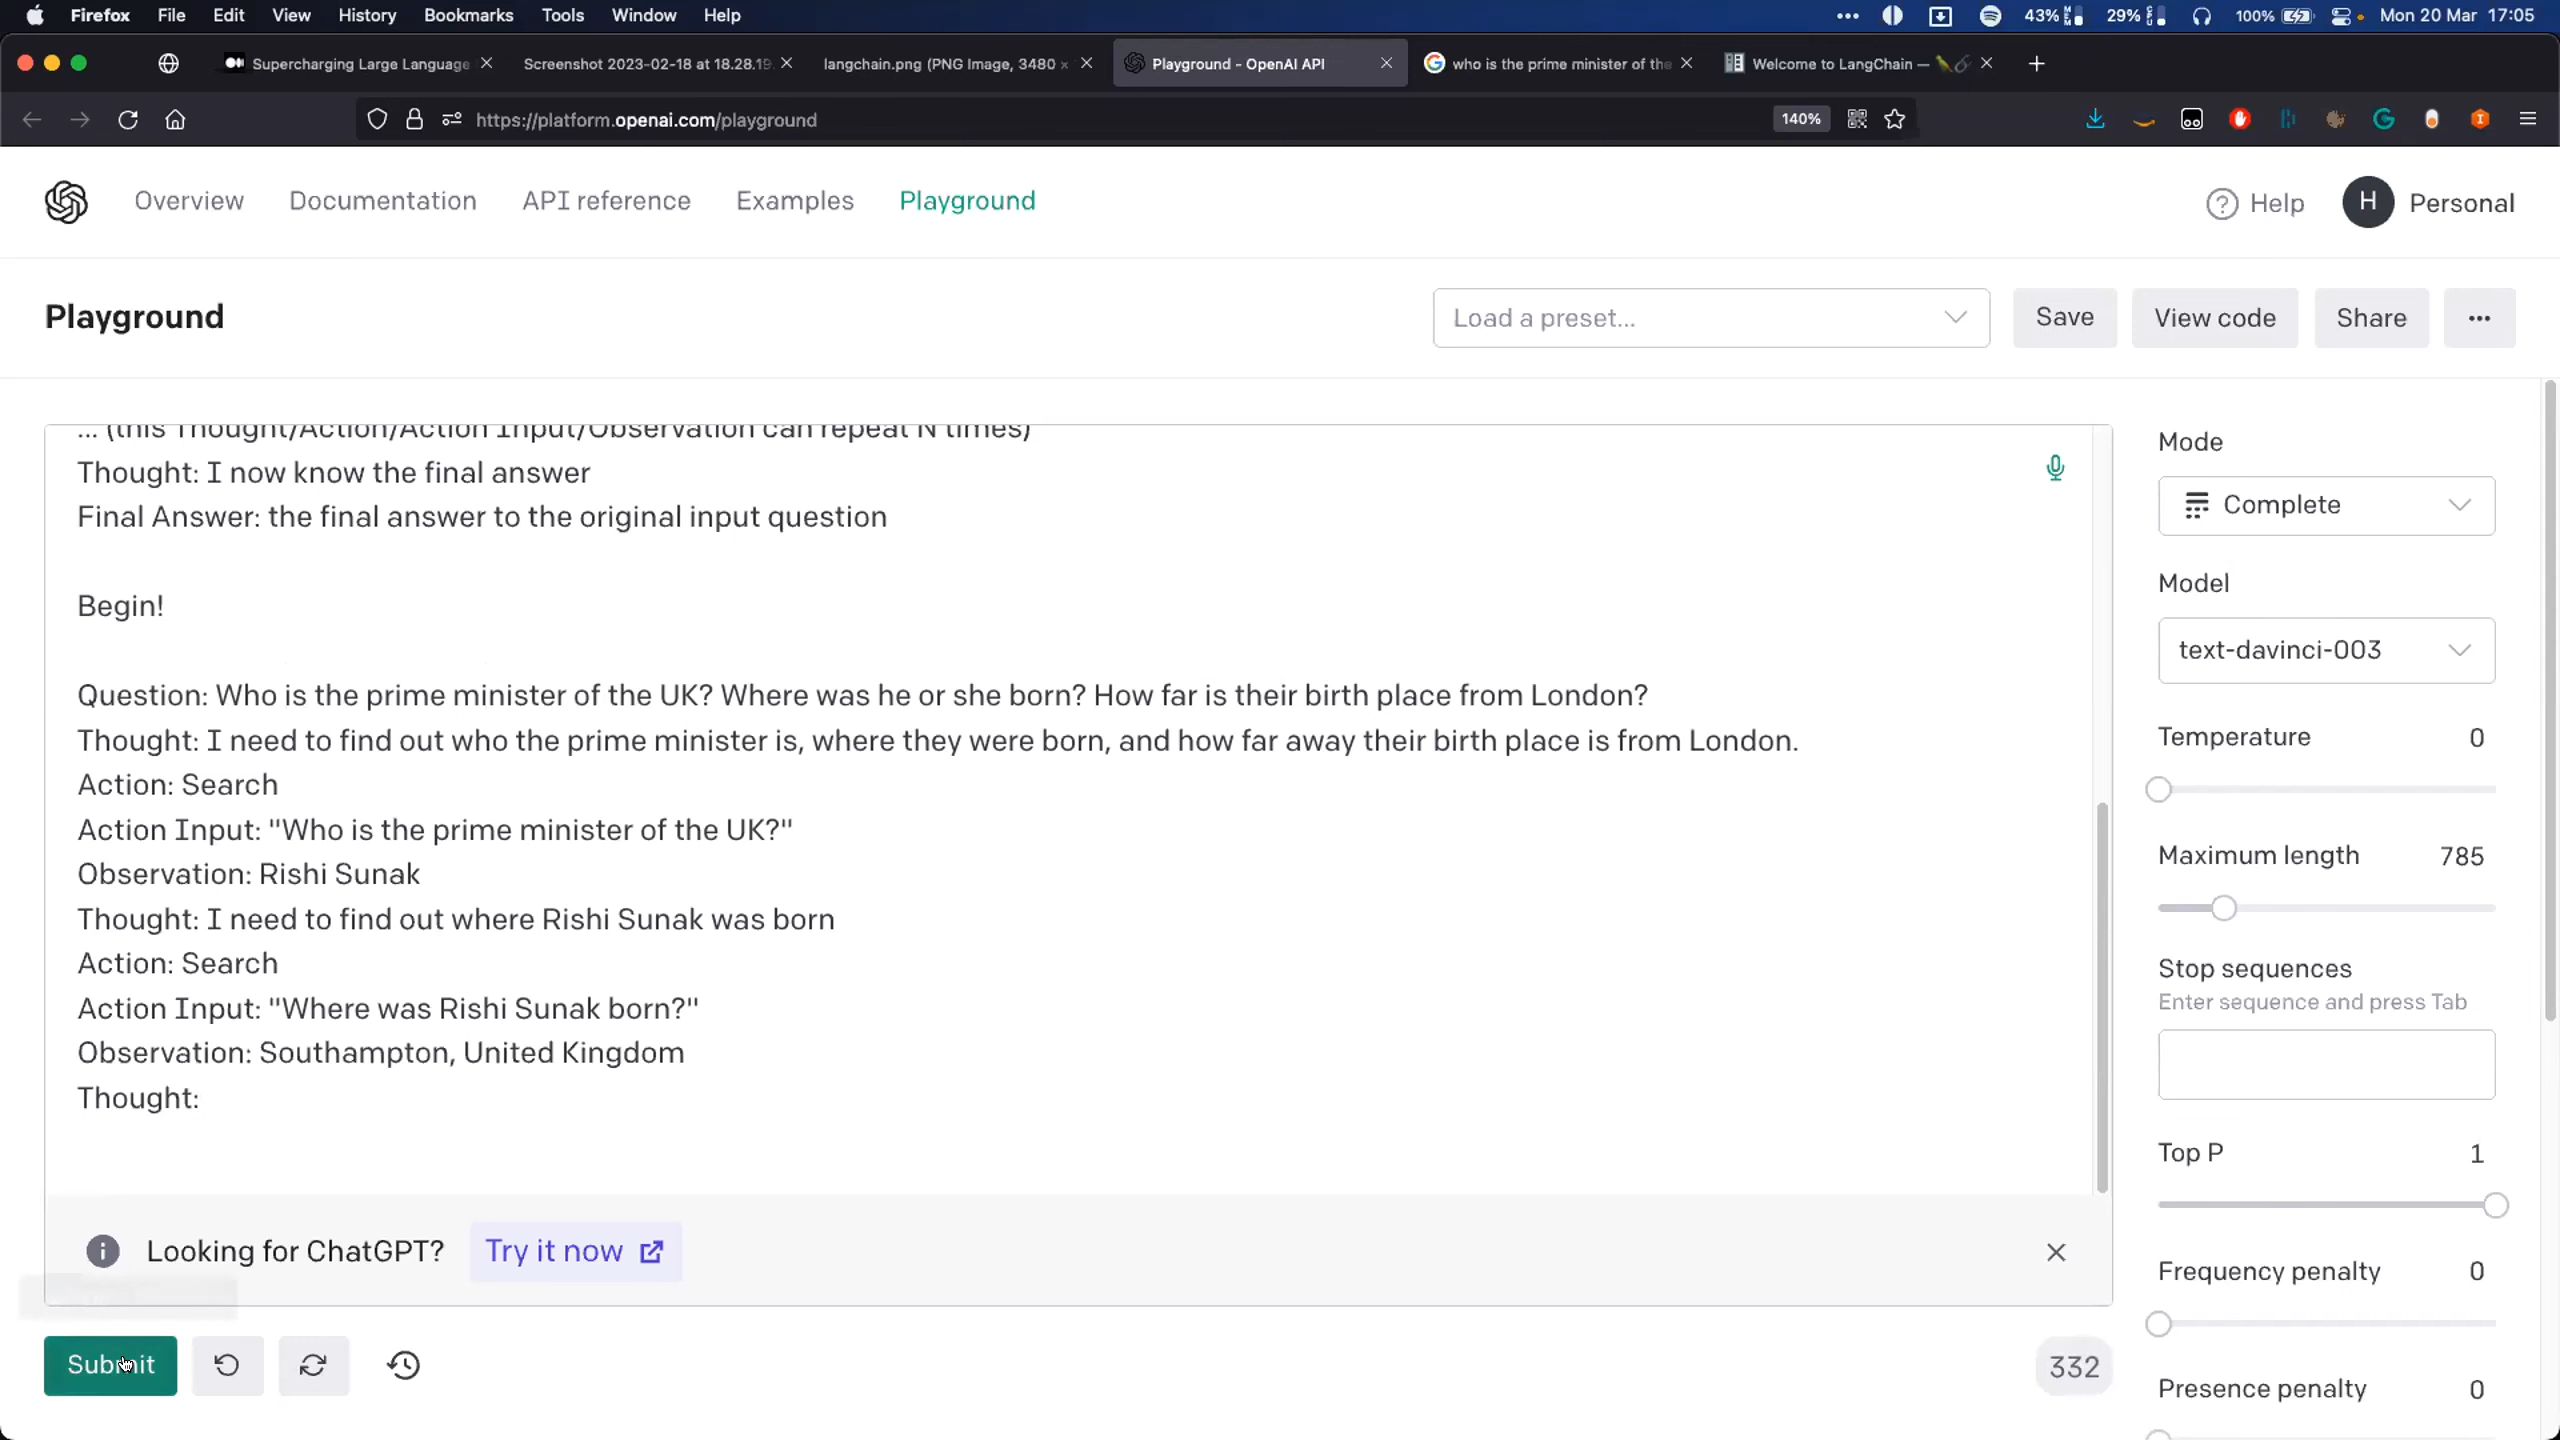 Firefox File Edit View History Bookmarks Tools Window Help 43% 29% 100% Mon 20 Mar 17:05
Supercharging Large Language Screenshot 2023-02-18 at 18.28.19. langchain.png (PNG Image, 3480 × Playground - OpenAI API who is the prime minister of the Welcome to LangChain —
https://platform.openai.com/playground 140%
Overview Documentation API reference Examples Playground Help H Personal
Playground Load a preset... Save View code Share
... (this Thought/Action/Action Input/Observation can repeat N times)
Thought: I now know the final answer
Final Answer: the final answer to the original input question
Begin!
Question: Who is the prime minister of the UK? Where was he or she born? How far is their birth place from London?
Thought: I need to find out who the prime minister is, where they were born, and how far away their birth place is from London.
Action: Search
Action Input: "Who is the prime minister of the UK?"
Observation: Rishi Sunak
Thought: I need to find out where Rishi Sunak was born
Action: Search
Action Input: "Where was Rishi Sunak born?"
Observation: Southampton, United Kingdom
Thought:
Looking for ChatGPT? Try it now
Submit 332
Mode
Complete
Model
text-davinci-003
Temperature 0
Maximum length 785
Stop sequences
Enter sequence and press Tab
Top P 1
Frequency penalty 0
Presence penalty 0